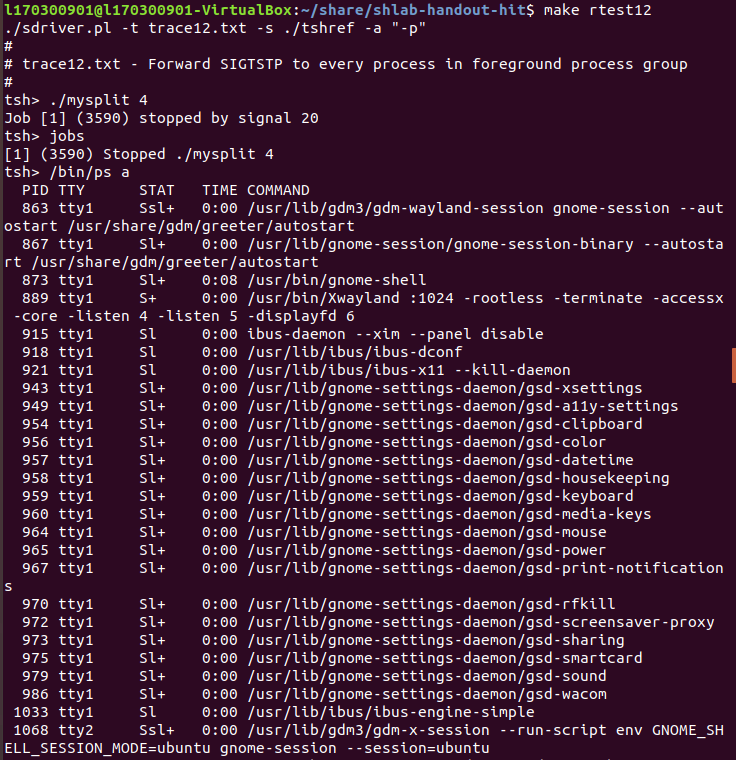 l170300901@l170300901-VirtualBox:~/share/shlab-handout-hit$ make rtest12
./sdriver.pl -t trace12.txt -s ./tshref -a "-p"
#
# trace12.txt - Forward SIGTSTP to every process in foreground process group
#
tsh> ./mysplit 4
Job [1] (3590) stopped by signal 20
tsh> jobs
[1] (3590) Stopped ./mysplit 4
tsh> /bin/ps a
  PID TTY      STAT   TIME COMMAND
  863 tty1     Ssl+   0:00 /usr/lib/gdm3/gdm-wayland-session gnome-session --aut
ostart /usr/share/gdm/greeter/autostart
  867 tty1     Sl+    0:00 /usr/lib/gnome-session/gnome-session-binary --autosta
rt /usr/share/gdm/greeter/autostart
  873 tty1     Sl+    0:08 /usr/bin/gnome-shell
  889 tty1     S+     0:00 /usr/bin/Xwayland :1024 -rootless -terminate -accessx
 -core -listen 4 -listen 5 -displayfd 6
  915 tty1     Sl     0:00 ibus-daemon --xim --panel disable
  918 tty1     Sl     0:00 /usr/lib/ibus/ibus-dconf
  921 tty1     Sl     0:00 /usr/lib/ibus/ibus-x11 --kill-daemon
  943 tty1     Sl+    0:00 /usr/lib/gnome-settings-daemon/gsd-xsettings
  949 tty1     Sl+    0:00 /usr/lib/gnome-settings-daemon/gsd-a11y-settings
  954 tty1     Sl+    0:00 /usr/lib/gnome-settings-daemon/gsd-clipboard
  956 tty1     Sl+    0:00 /usr/lib/gnome-settings-daemon/gsd-color
  957 tty1     Sl+    0:00 /usr/lib/gnome-settings-daemon/gsd-datetime
  958 tty1     Sl+    0:00 /usr/lib/gnome-settings-daemon/gsd-housekeeping
  959 tty1     Sl+    0:00 /usr/lib/gnome-settings-daemon/gsd-keyboard
  960 tty1     Sl+    0:00 /usr/lib/gnome-settings-daemon/gsd-media-keys
  964 tty1     Sl+    0:00 /usr/lib/gnome-settings-daemon/gsd-mouse
  965 tty1     Sl+    0:00 /usr/lib/gnome-settings-daemon/gsd-power
  967 tty1     Sl+    0:00 /usr/lib/gnome-settings-daemon/gsd-print-notification
s
  970 tty1     Sl+    0:00 /usr/lib/gnome-settings-daemon/gsd-rfkill
  972 tty1     Sl+    0:00 /usr/lib/gnome-settings-daemon/gsd-screensaver-proxy
  973 tty1     Sl+    0:00 /usr/lib/gnome-settings-daemon/gsd-sharing
  975 tty1     Sl+    0:00 /usr/lib/gnome-settings-daemon/gsd-smartcard
  979 tty1     Sl+    0:00 /usr/lib/gnome-settings-daemon/gsd-sound
  986 tty1     Sl+    0:00 /usr/lib/gnome-settings-daemon/gsd-wacom
 1033 tty1     Sl     0:00 /usr/lib/ibus/ibus-engine-simple
 1068 tty2     Ssl+   0:00 /usr/lib/gdm3/gdm-x-session --run-script env GNOME_SH
ELL_SESSION_MODE=ubuntu gnome-session --session=ubuntu